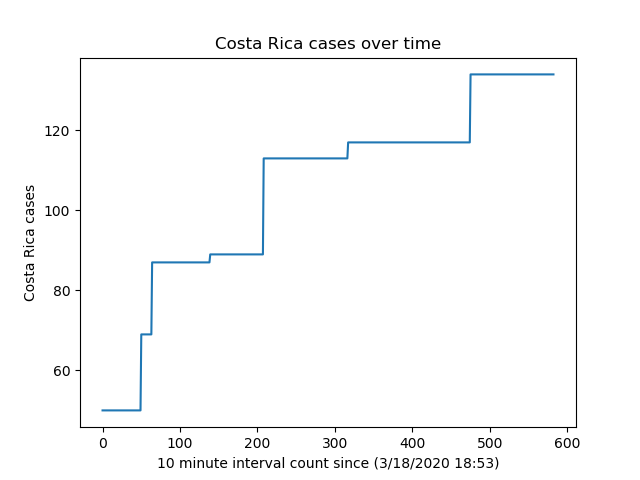 Costa Rica cases over time
Costa Rica cases
120
100
80
60
0 100 200 300 400 500 600
10 minute interval count since (3/18/2020 18:53)